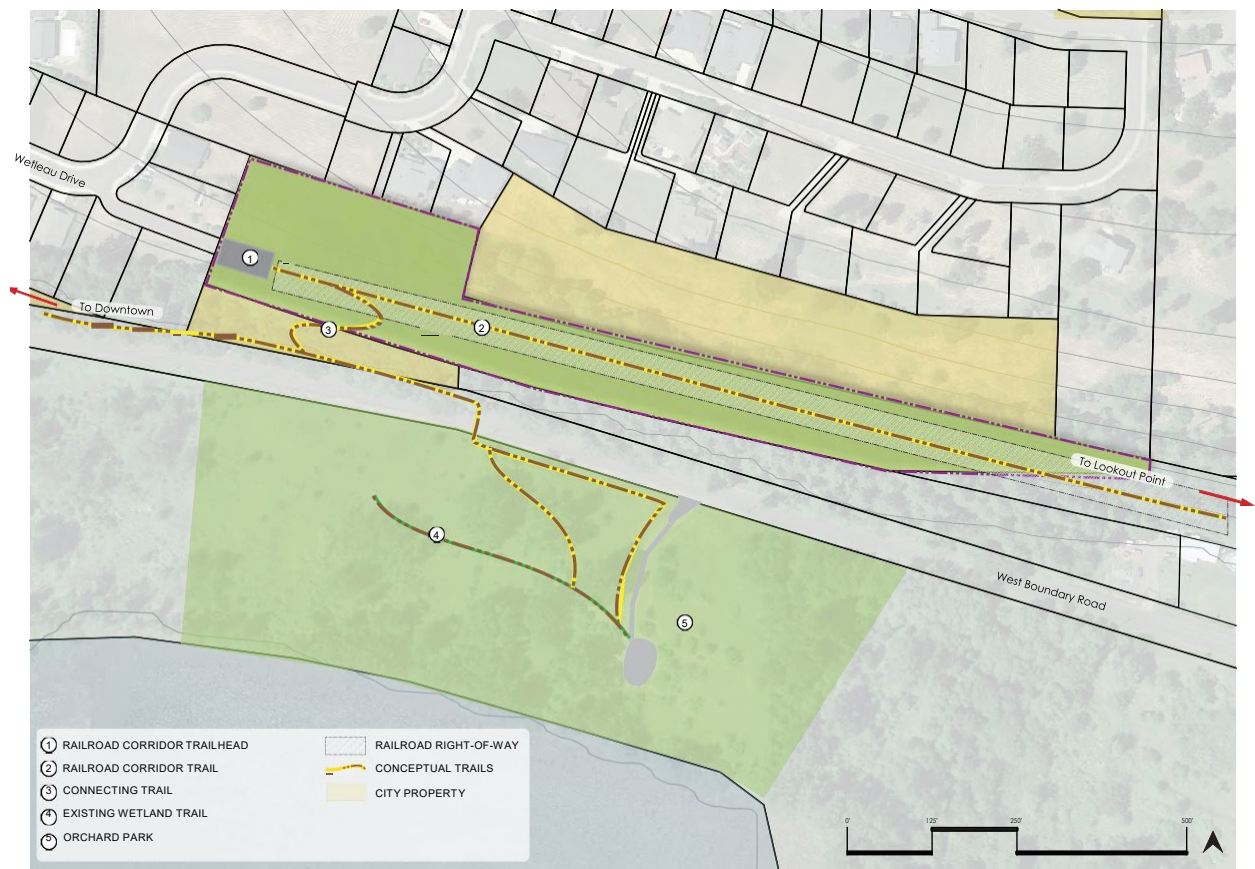 Wetleau Drive
1
To Downtown
3
2
To Lookout Point
4
West Boundary Road
5
1 RAILROAD CORRIDOR TRAILHEAD
2 RAILROAD CORRIDOR TRAIL
3 CONNECTING TRAIL
4 EXISTING WETLAND TRAIL
5 ORCHARD PARK
RAILROAD RIGHT-OF-WAY
CONCEPTUAL TRAILS
CITY PROPERTY
0' 125' 250' 500'